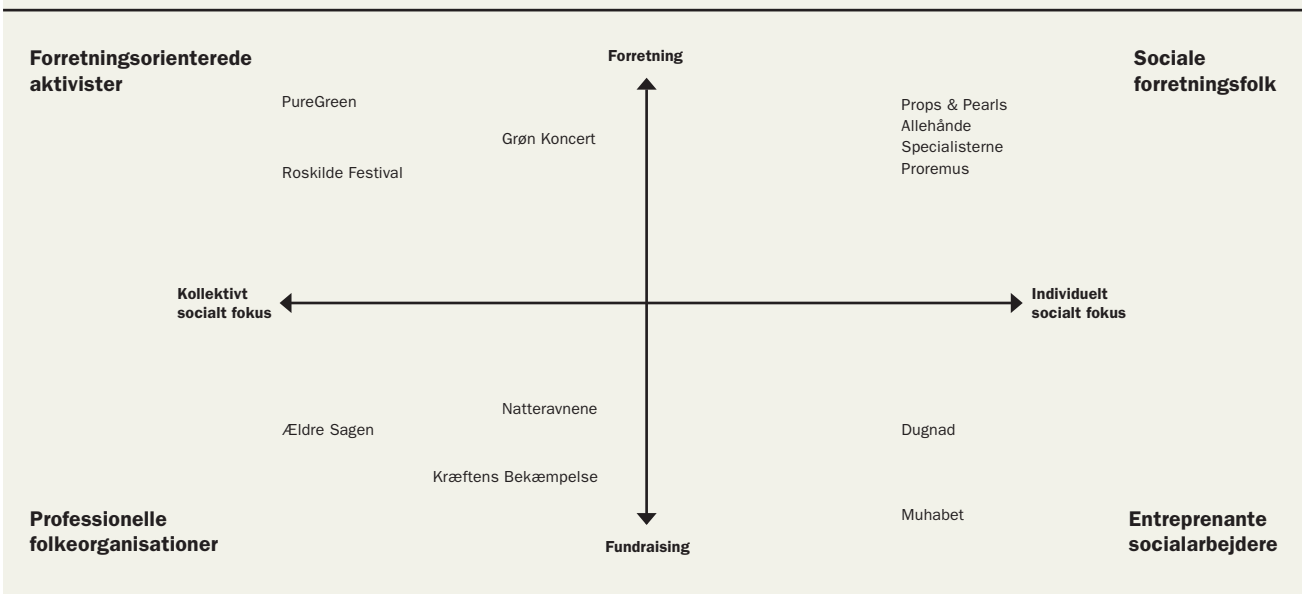 Forretningsorienterede
aktivister
Forretning
Sociale
forretningsfolk
PureGreen
Grøn Koncert
Roskilde Festival
Props & Pearls
Allehånde
Specialisterne
Proremus
Kollektivt
socialt fokus
Individuelt
socialt fokus
Natteravnene
Ældre Sagen
Kræftens Bekæmpelse
Dugnad
Muhabet
Professionelle
folkeorganisationer
Fundraising
Entreprenante
socialarbejdere